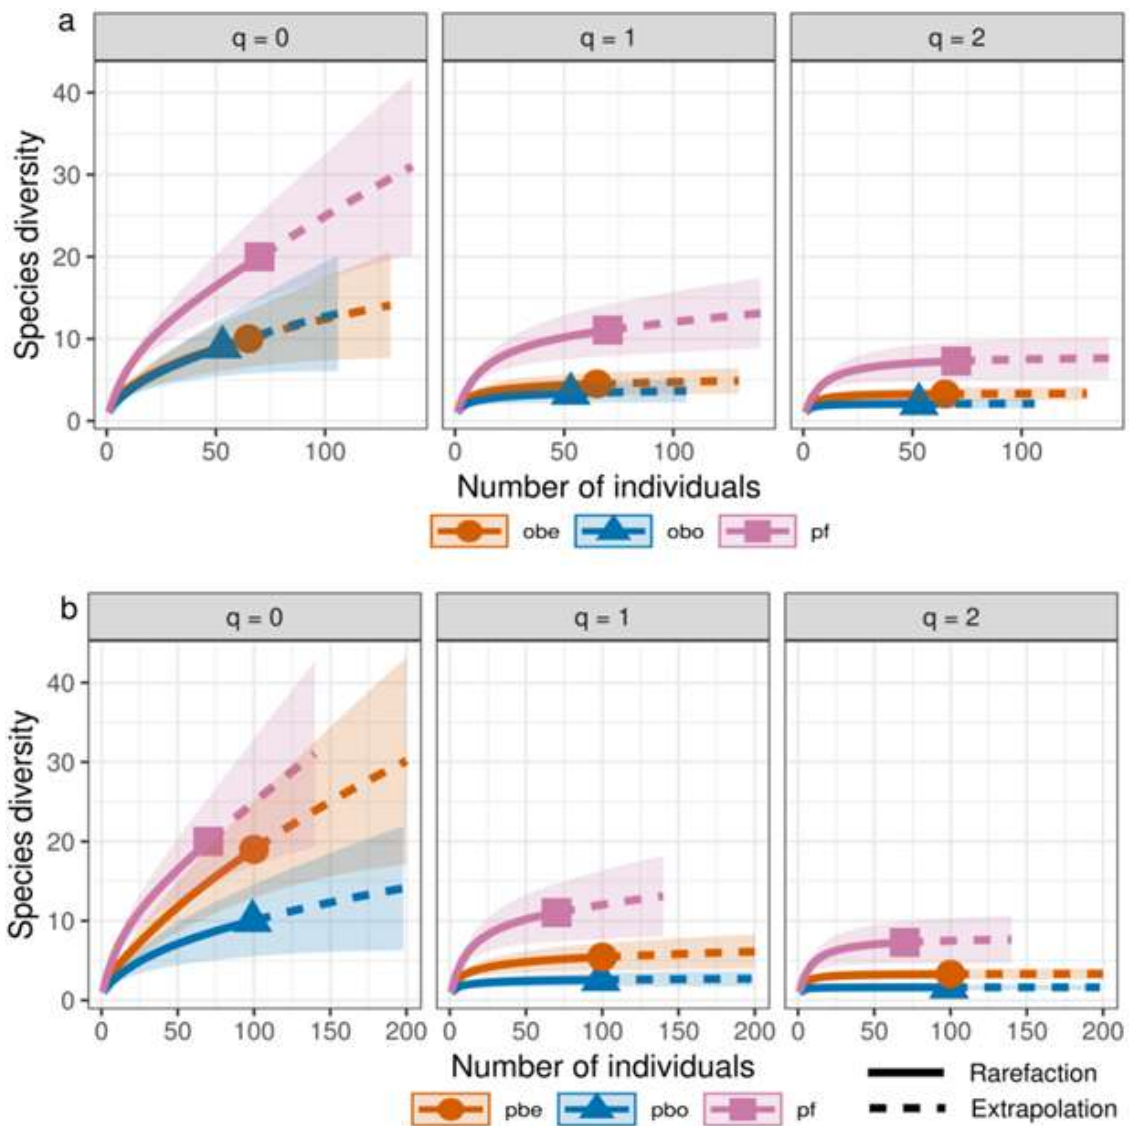 a
q = 0 q = 1 q = 2
Species diversity
40
30
20
10
0
0 50 100 0 50 100 0 50 100
Number of individuals
obe obo pf
b
q = 0 q = 1 q = 2
Species diversity
40
30
20
10
0
0 50 100 150 200 0 50 100 150 200 0 50 100 150 200
Number of individuals
Rarefaction
pbe pbo pf
Extrapolation